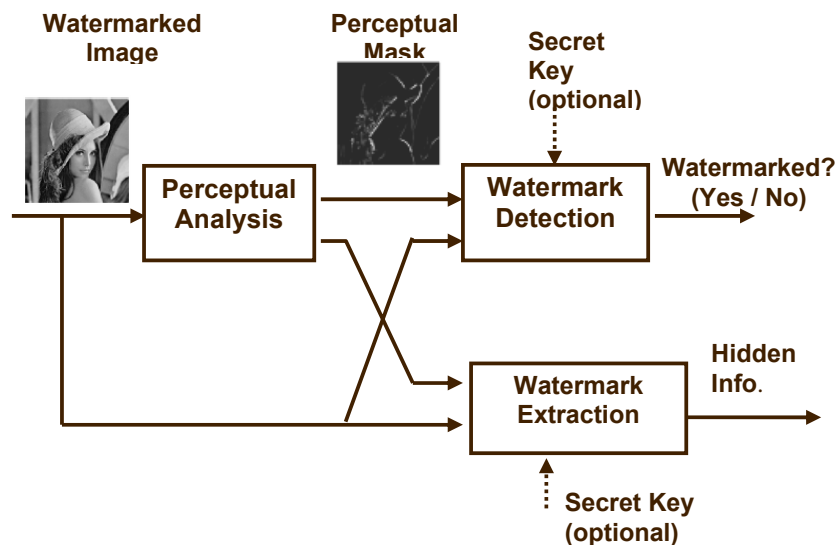 Watermarked
Image
Perceptual
Mask
Secret
Key
(optional)
Perceptual
Analysis
Watermark
Detection
Watermarked?
(Yes / No)
Watermark
Extraction
Hidden
Info.
Secret Key
(optional)